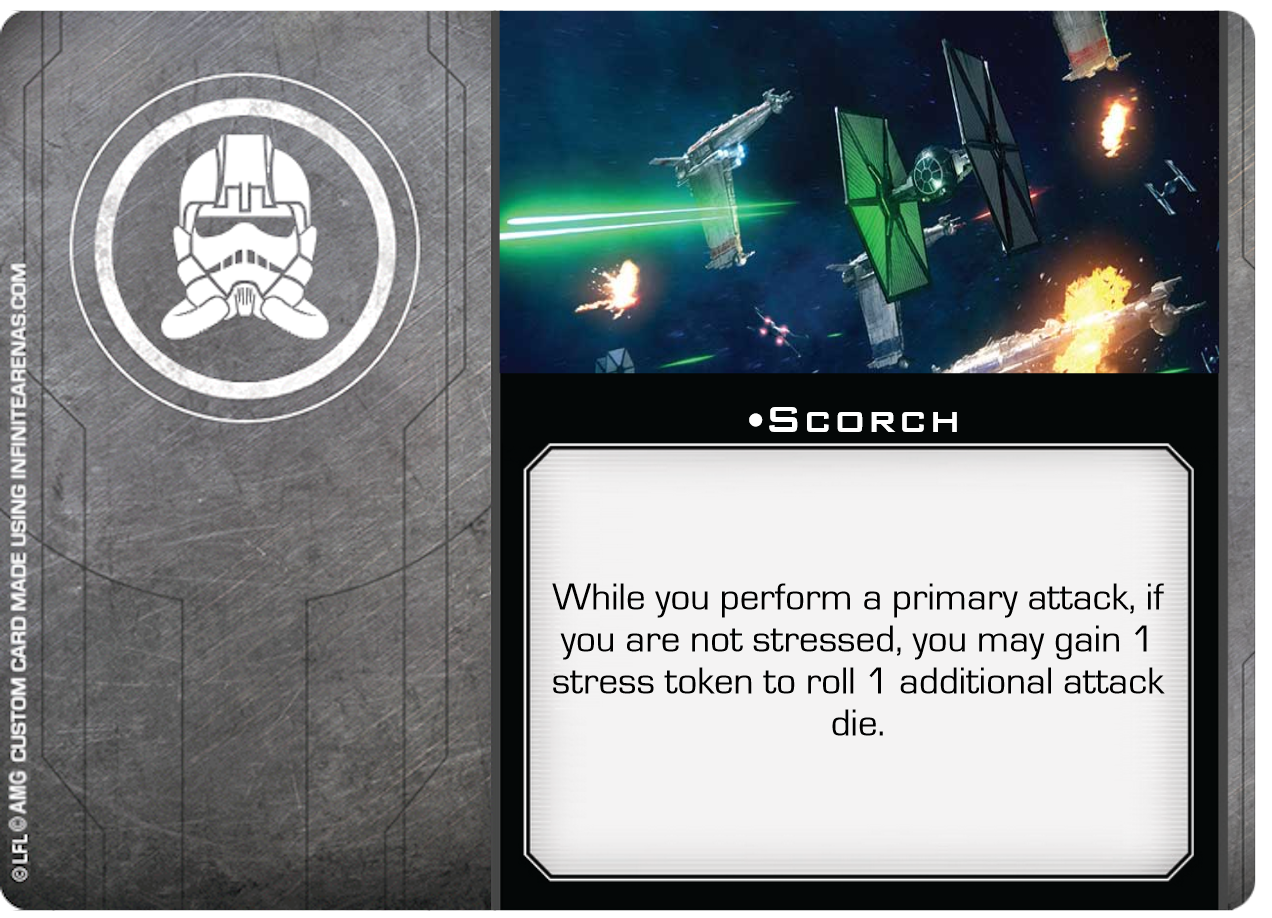 •SCORCH
While you perform a primary attack, if
you are not stressed, you may gain 1
stress token to roll 1 additional attack
die.
©LFL ©AMG CUSTOM CARD MADE USING INFINITEARENAS.COM